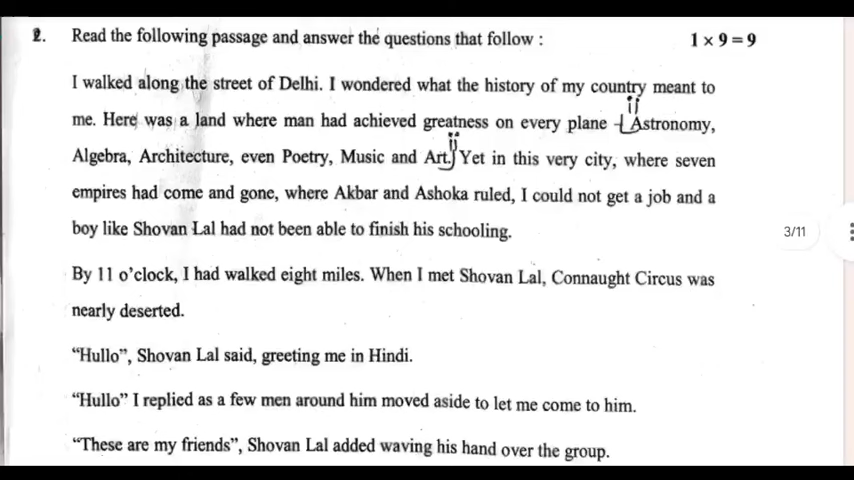 2. Read the following passage and answer the questions that follow : 1 × 9 = 9
I walked along the street of Delhi. I wondered what the history of my country meant to
me. Here was a land where man had achieved greatness on every plane – Astronomy,
ii
Algebra, Architecture, even Poetry, Music and Art. Yet in this very city, where seven
ii
empires had come and gone, where Akbar and Ashoka ruled, I could not get a job and a
boy like Shovan Lal had not been able to finish his schooling.
3/11
By 11 o'clock, I had walked eight miles. When I met Shovan Lal, Connaught Circus was
nearly deserted.
“Hullo”, Shovan Lal said, greeting me in Hindi.
“Hullo” I replied as a few men around him moved aside to let me come to him.
“These are my friends”, Shovan Lal added waving his hand over the group.